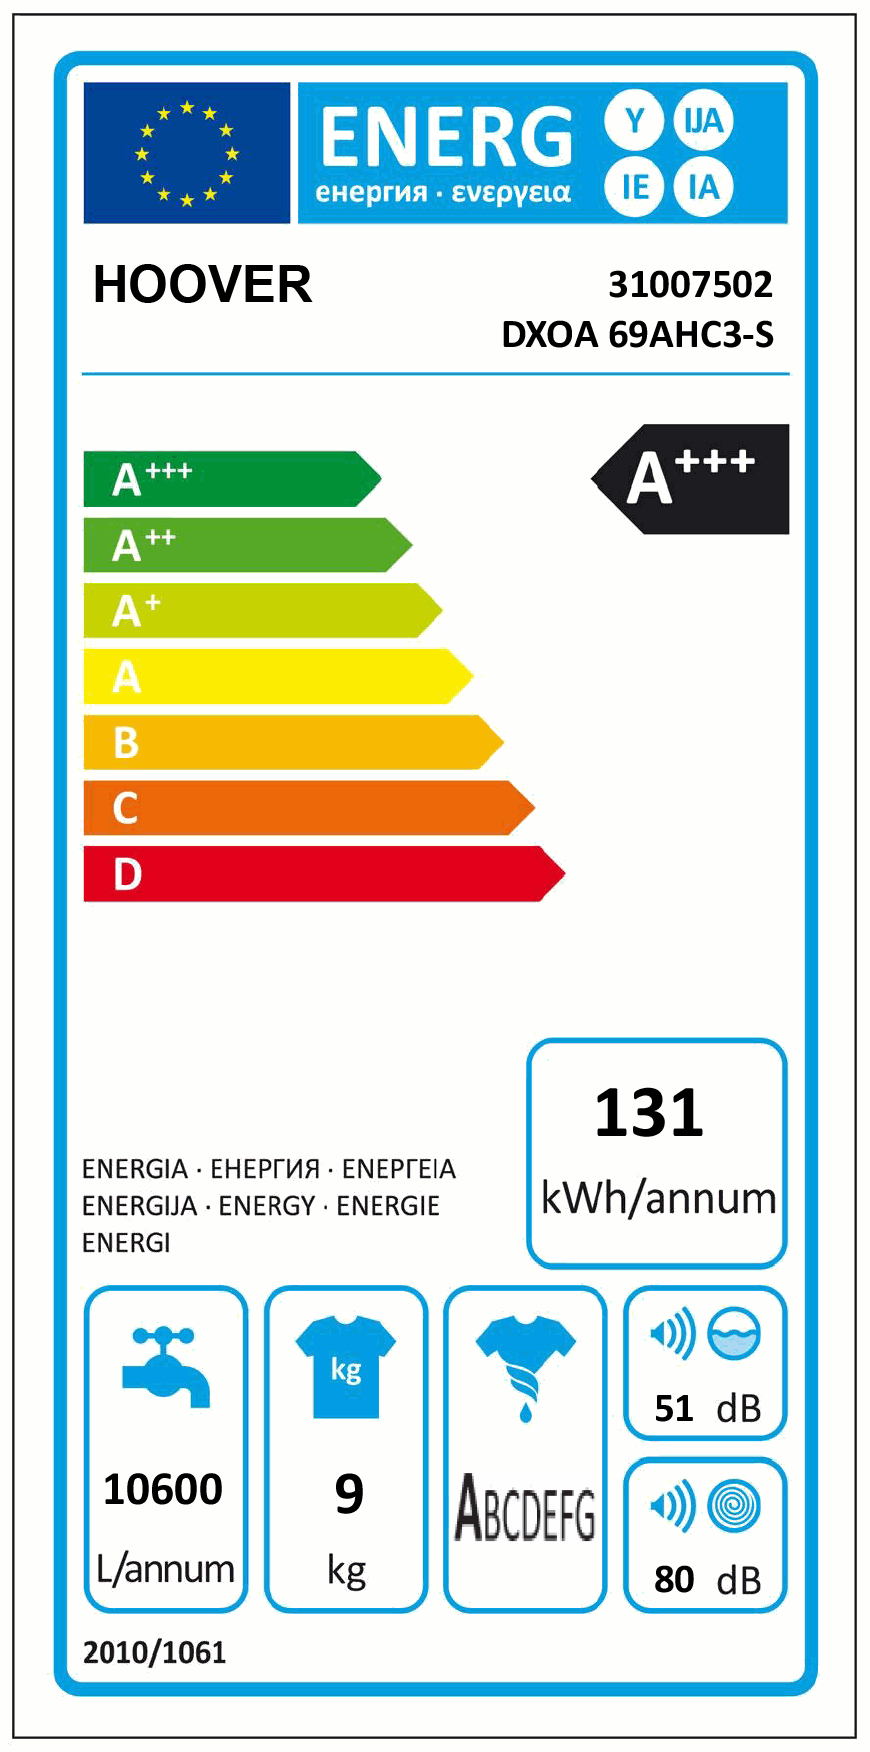 ENERG
енергия · ενεργεια
Y IJA
IE IA
HOOVER
31007502
DXOA 69AHC3-S
A+++
A+++
A++
A+
A
B
C
D
131
kWh/annum
ENERGIA · ЕНЕРГИЯ · ΕΝΕΡΓΕΙΑ
ENERGIJA · ENERGY · ENERGIE
ENERGI
10600
L/annum
kg
9
kg
ABCDEFG
51 dB
80 dB
2010/1061